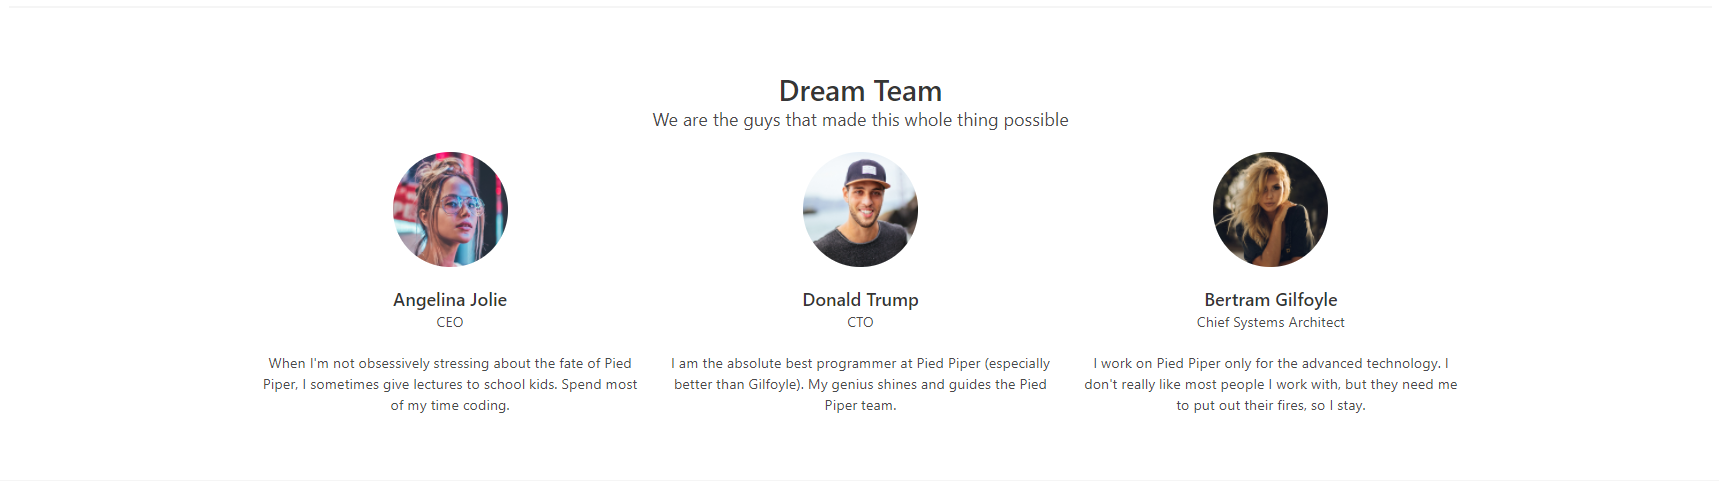 Dream Team
We are the guys that made this whole thing possible
Angelina Jolie
CEO
When I'm not obsessively stressing about the fate of Pied
Piper, I sometimes give lectures to school kids. Spend most
of my time coding.
Donald Trump
CTO
I am the absolute best programmer at Pied Piper (especially
better than Gilfoyle). My genius shines and guides the Pied
Piper team.
Bertram Gilfoyle
Chief Systems Architect
I work on Pied Piper only for the advanced technology. I
don't really like most people I work with, but they need me
to put out their fires, so I stay.